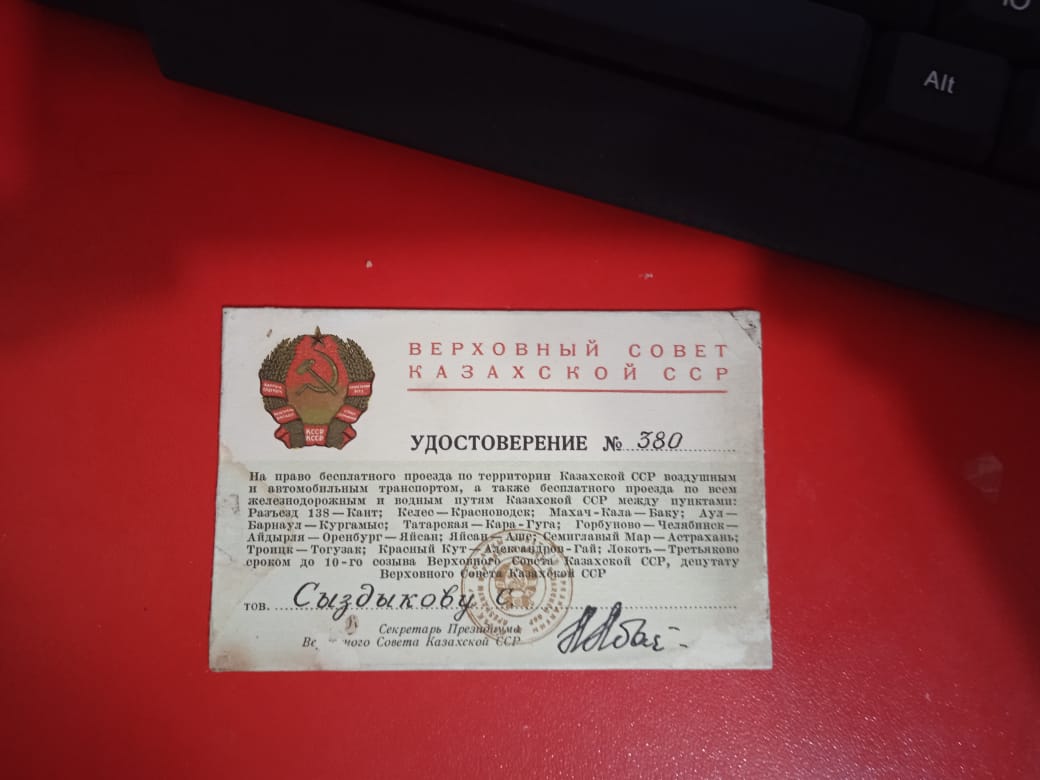 Ю
Alt
ВЕРХОВНЫЙ СОВЕТ
КАЗАХСКОЙ ССР
КССР
КССР
УДОСТОВЕРЕНИЕ № 380
На право бесплатного проезда по территории Казахской ССР воздушным
и автомобильным транспортом, а также бесплатного проезда по всем
железнодорожным и водным путям Казахской ССР между пунктами:
Разъезд 138—Кант; Келес—Красноводск; Махач-Кала—Баку; Аул—
Барнаул—Кургамыс; Татарская—Кара-Гуга; Горбуново—Челябинск—
Айдырля—Оренбург—Яйсан; Яйсан—Аше; Семиглавый Мар—Астрахань;
Троицк—Тогузак; Красный Кут—Александров-Гай; Локоть—Третьяково
сроком до 10-го созыва Верховного Совета Казахской ССР, депутату
Верховного Совета Казахской ССР
тов. Сыздыкову С.
Секретарь Президиума
Совета Казахской ССР